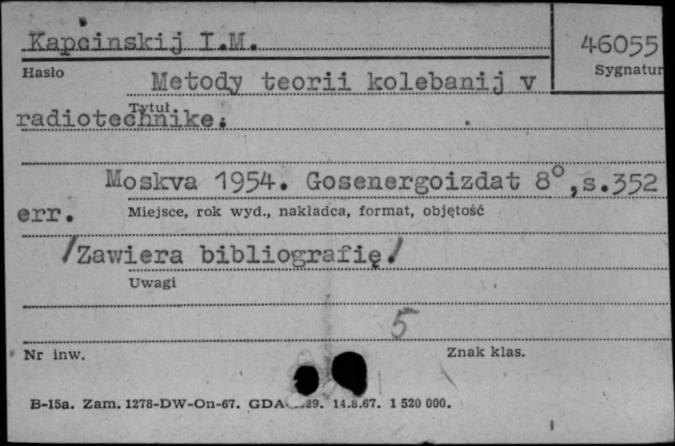 Kapcinskij I.M.
46055
Hasło
Sygnatur
Metody teorii kolebanij v
Tytuł
radiotechnike.
Moskva 1954. Gosenergoizdat 8°,s.352
err.
Miejsce, rok wyd., nakładca, format, objętość
/Zawiera bibliografię/
Uwagi
5
Nr inw.
Znak klas.
B-15a. Zam. 1278-DW-On-67. GDA 29. 14.8.67. 1 520 000.